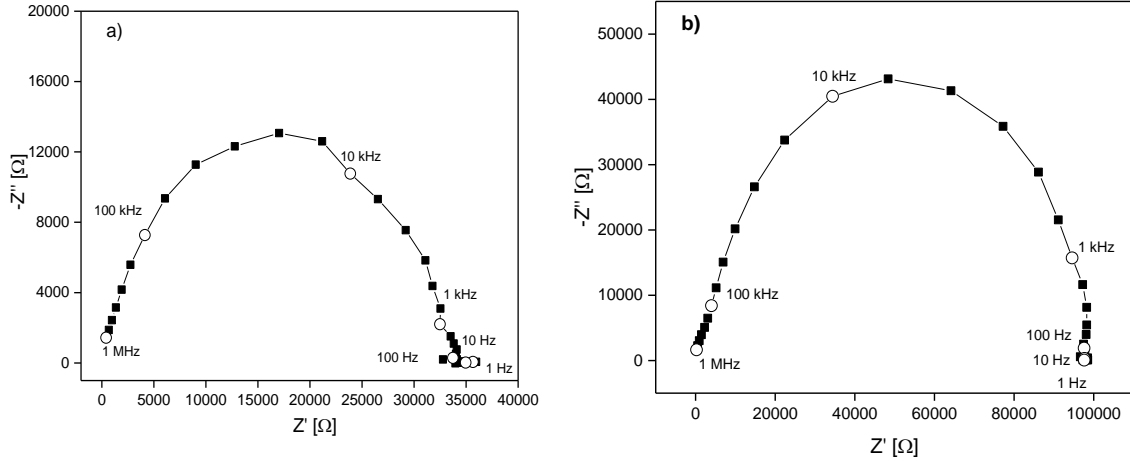 a)
20000
16000
12000
8000
4000
0
-Z'' [Ω]
100 kHz
10 kHz
1 kHz
10 Hz
100 Hz
1 Hz
1 MHz
0 5000 10000 15000 20000 25000 30000 35000 40000
Z' [Ω]
b)
50000
40000
30000
20000
10000
0
-Z'' [Ω]
10 kHz
1 kHz
100 kHz
100 Hz
10 Hz
1 MHz
1 Hz
0 20000 40000 60000 80000 100000
Z' [Ω]